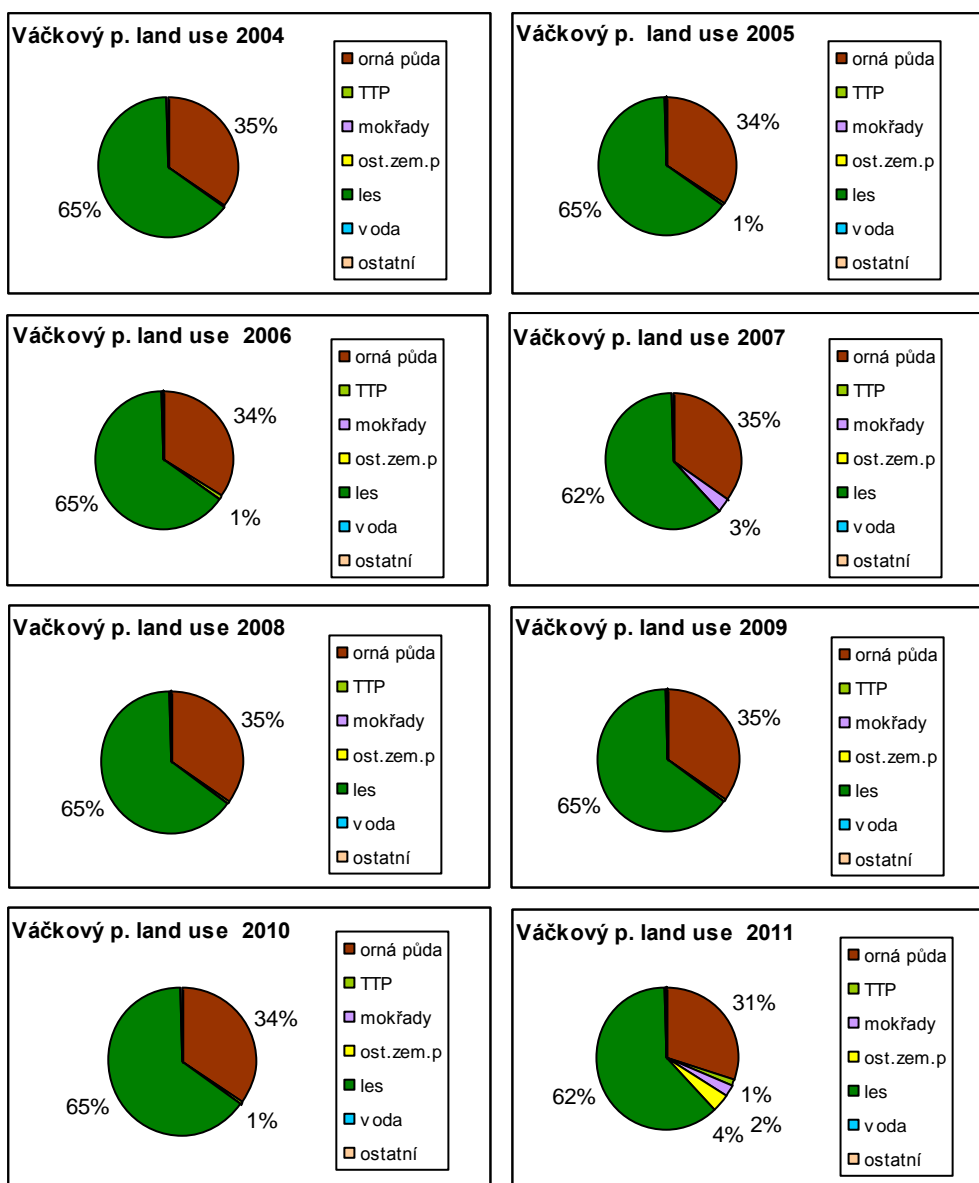 Váčkový p. land use 2004
orná půda
TTP
mokřady
ost.zem.p
les
voda
ostatní
35%
65%
Váčkový p. land use 2005
orná půda
TTP
mokřady
ost.zem.p
les
voda
ostatní
34%
65%
1%
Váčkový p. land use 2006
orná půda
TTP
mokřady
ost.zem.p
les
voda
ostatní
34%
65%
1%
Váčkový p. land use 2007
orná půda
TTP
mokřady
ost.zem.p
les
voda
ostatní
35%
62%
3%
Vačkový p. land use 2008
orná půda
TTP
mokřady
ost.zem.p
les
voda
ostatní
35%
65%
Váčkový p. land use 2009
orná půda
TTP
mokřady
ost.zem.p
les
voda
ostatní
35%
65%
Váčkový p. land use 2010
orná půda
TTP
mokřady
ost.zem.p
les
voda
ostatní
34%
65%
1%
Váčkový p. land use 2011
orná půda
TTP
mokřady
ost.zem.p
les
voda
ostatní
31%
62%
1%
2%
4%